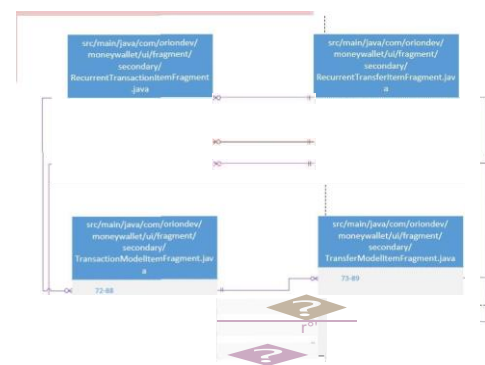 src/main/java/com/oriondev/
moneywallet/ui/fragment/
secondary/
RecurrentTransactionItemFragment
.java
src/main/java/com/oriondev/
moneywallet/ui/fragment/
secondary/
RecurrentTransferItemFragment.jav
a
src/main/java/com/oriondev/
moneywallet/ui/fragment/
secondary/
TransactionModelItemFragment.jav
a
src/main/java/com/oriondev/
moneywallet/ui/fragment/
secondary/
TransferModelItemFragment.java
72-88
73-89
?
?